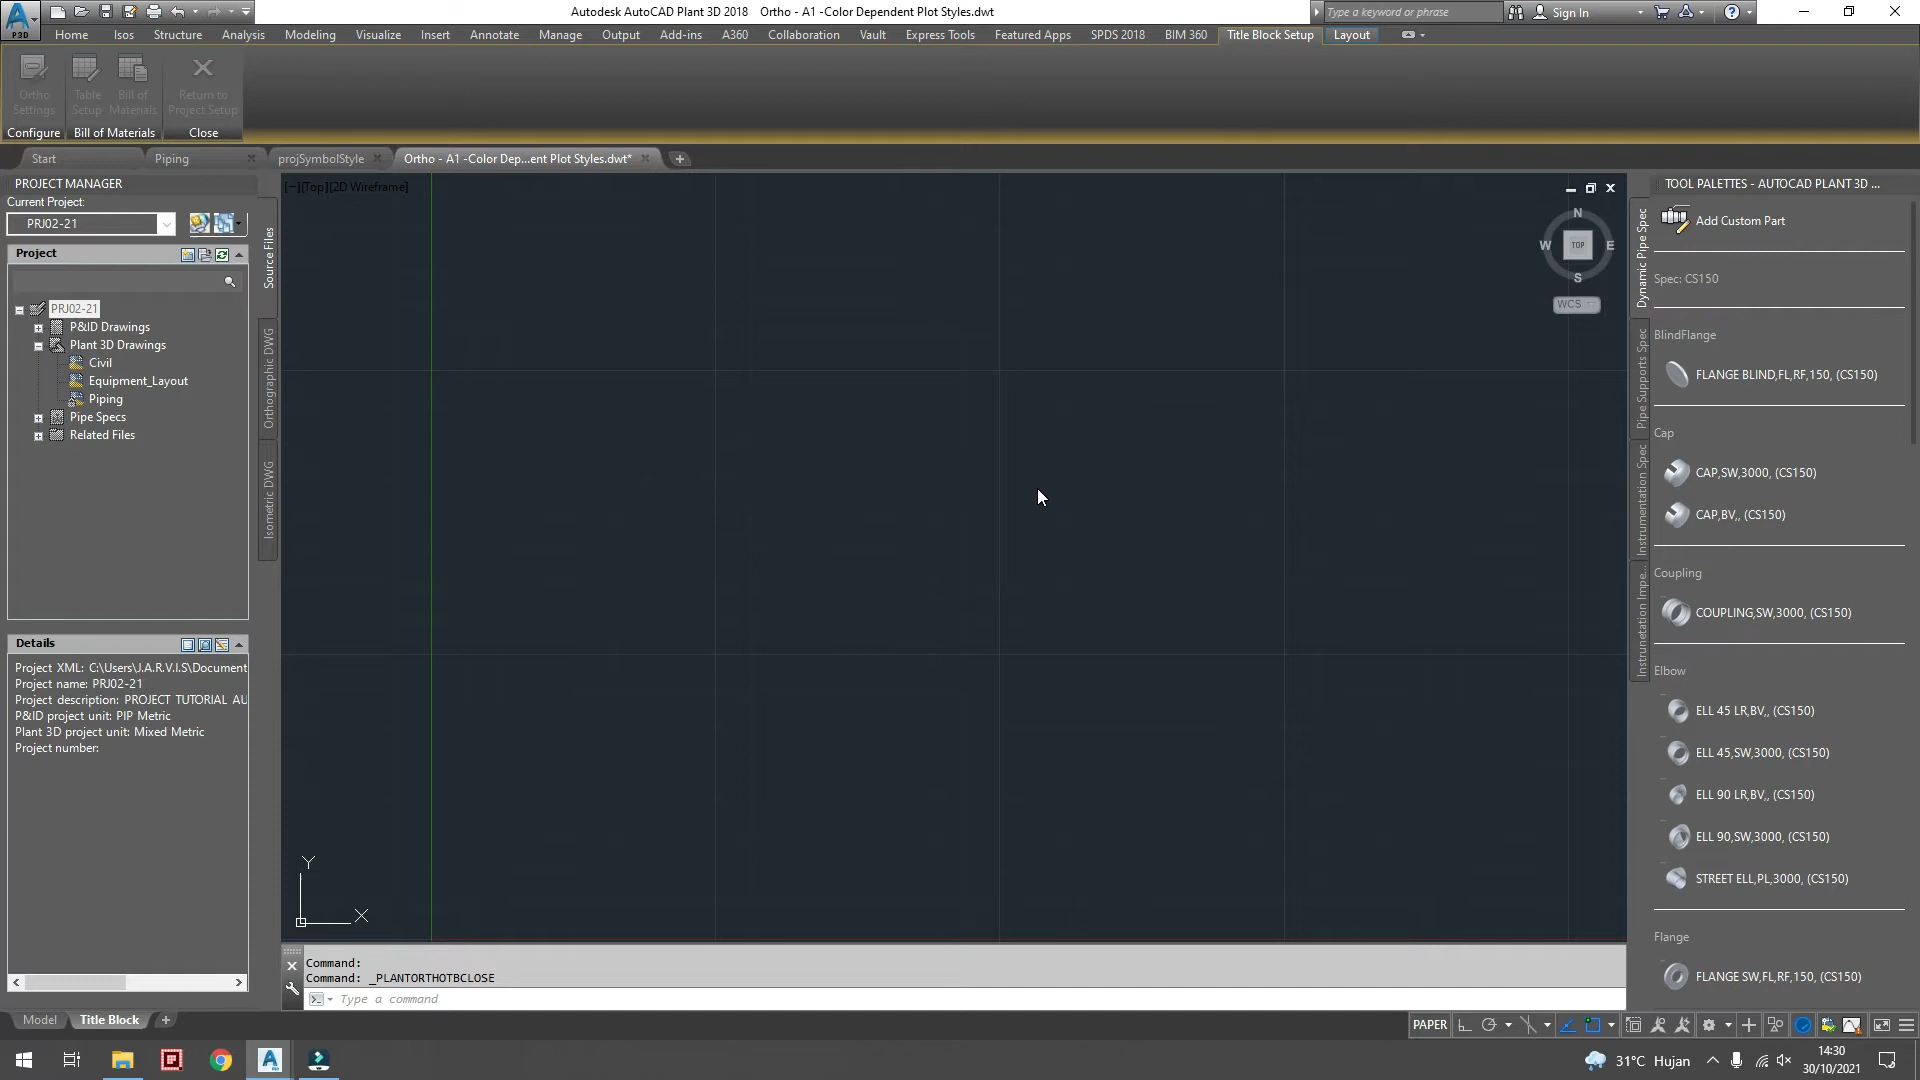 P3D
Autodesk AutoCAD Plant 3D 2018 Ortho - A1 -Color Dependent Plot Styles.dwt
Type a keyword or phrase
Sign In
Home Isos Structure Analysis Modeling Visualize Insert Annotate Manage Output Add-ins A360 Collaboration Vault Express Tools Featured Apps SPDS 2018 BIM 360 Title Block Setup Layout
Ortho Settings
Table Setup
Bill of Materials
Return to Project Setup
Configure
Bill of Materials
Close
Start
Piping
projSymbolStyle
Ortho - A1 -Color Dep...ent Plot Styles.dwt*
PROJECT MANAGER
Current Project:
PRJ02-21
Project
PRJ02-21
P&ID Drawings
Plant 3D Drawings
Civil
Equipment_Layout
Piping
Pipe Specs
Related Files
Source Files
Orthographic DWG
Isometric DWG
Details
Project XML: C:\Users\J.A.R.V.I.S\Document
Project name: PRJ02-21
Project description: PROJECT TUTORIAL AU
P&ID project unit: PIP Metric
Plant 3D project unit: Mixed Metric
Project number:
[−][Top][2D Wireframe]
N
W
TOP
E
S
WCS
Y
X
Command:
Command: _PLANTORTHOTBCLOSE
Type a command
TOOL PALETTES - AUTOCAD PLANT 3D ...
Dynamic Pipe Spec
Pipe Supports Spec
Instrumentation Spec
Instrunetation Impe...
Add Custom Part
Spec: CS150
BlindFlange
FLANGE BLIND,FL,RF,150, (CS150)
Cap
CAP,SW,3000, (CS150)
CAP,BV,, (CS150)
Coupling
COUPLING,SW,3000, (CS150)
Elbow
ELL 45 LR,BV,, (CS150)
ELL 45,SW,3000, (CS150)
ELL 90 LR,BV,, (CS150)
ELL 90,SW,3000, (CS150)
STREET ELL,PL,3000, (CS150)
Flange
FLANGE SW,FL,RF,150, (CS150)
Model
Title Block
PAPER
31°C Hujan
14:30
30/10/2021